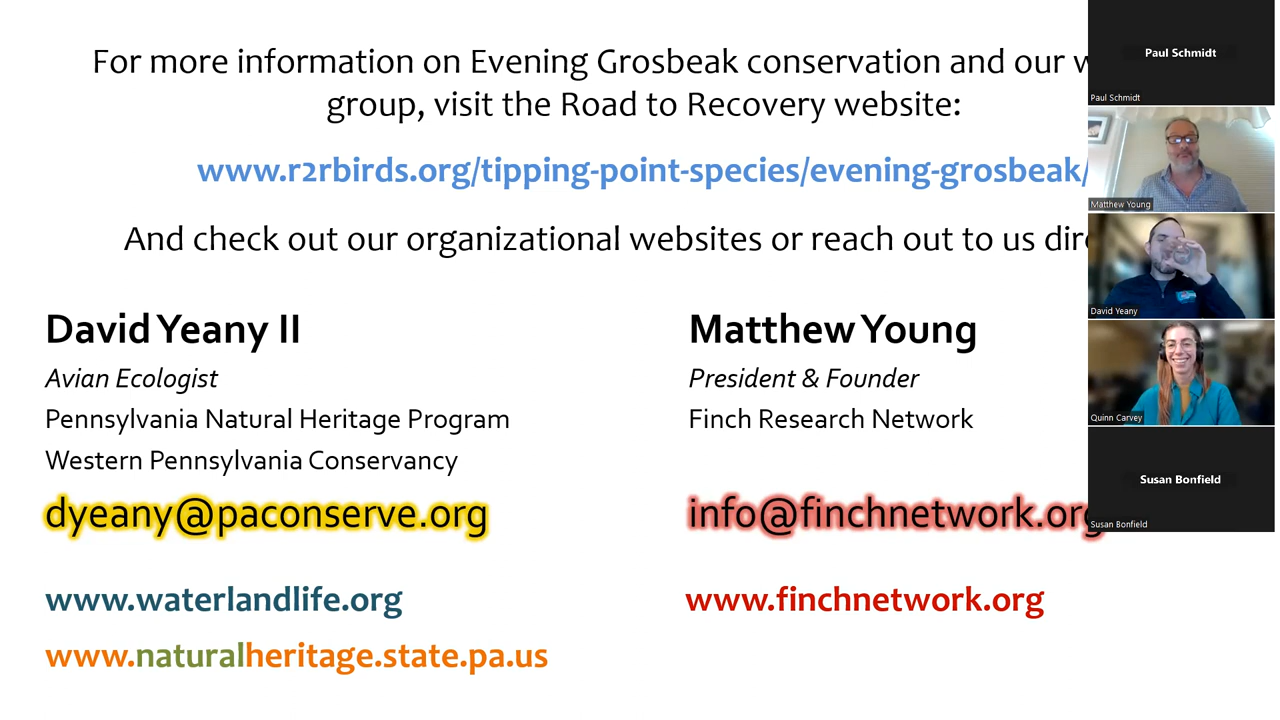 For more information on Evening Grosbeak conservation and our
group, visit the Road to Recovery website:
www.r2rbirds.org/tipping-point-species/evening-grosbeak/
And check out our organizational websites or reach out to us
David Yeany II
Avian Ecologist
Pennsylvania Natural Heritage Program
Western Pennsylvania Conservancy
dyeany@paconserve.org
www.waterlandlife.org
www.naturalheritage.state.pa.us
Matthew Young
President & Founder
Finch Research Network
info@finchnetwork.org
www.finchnetwork.org
Paul Schmidt
Paul Schmidt
Matthew Young
David Yeany
Quinn Carvey
Susan Bonfield
Susan Bonfield